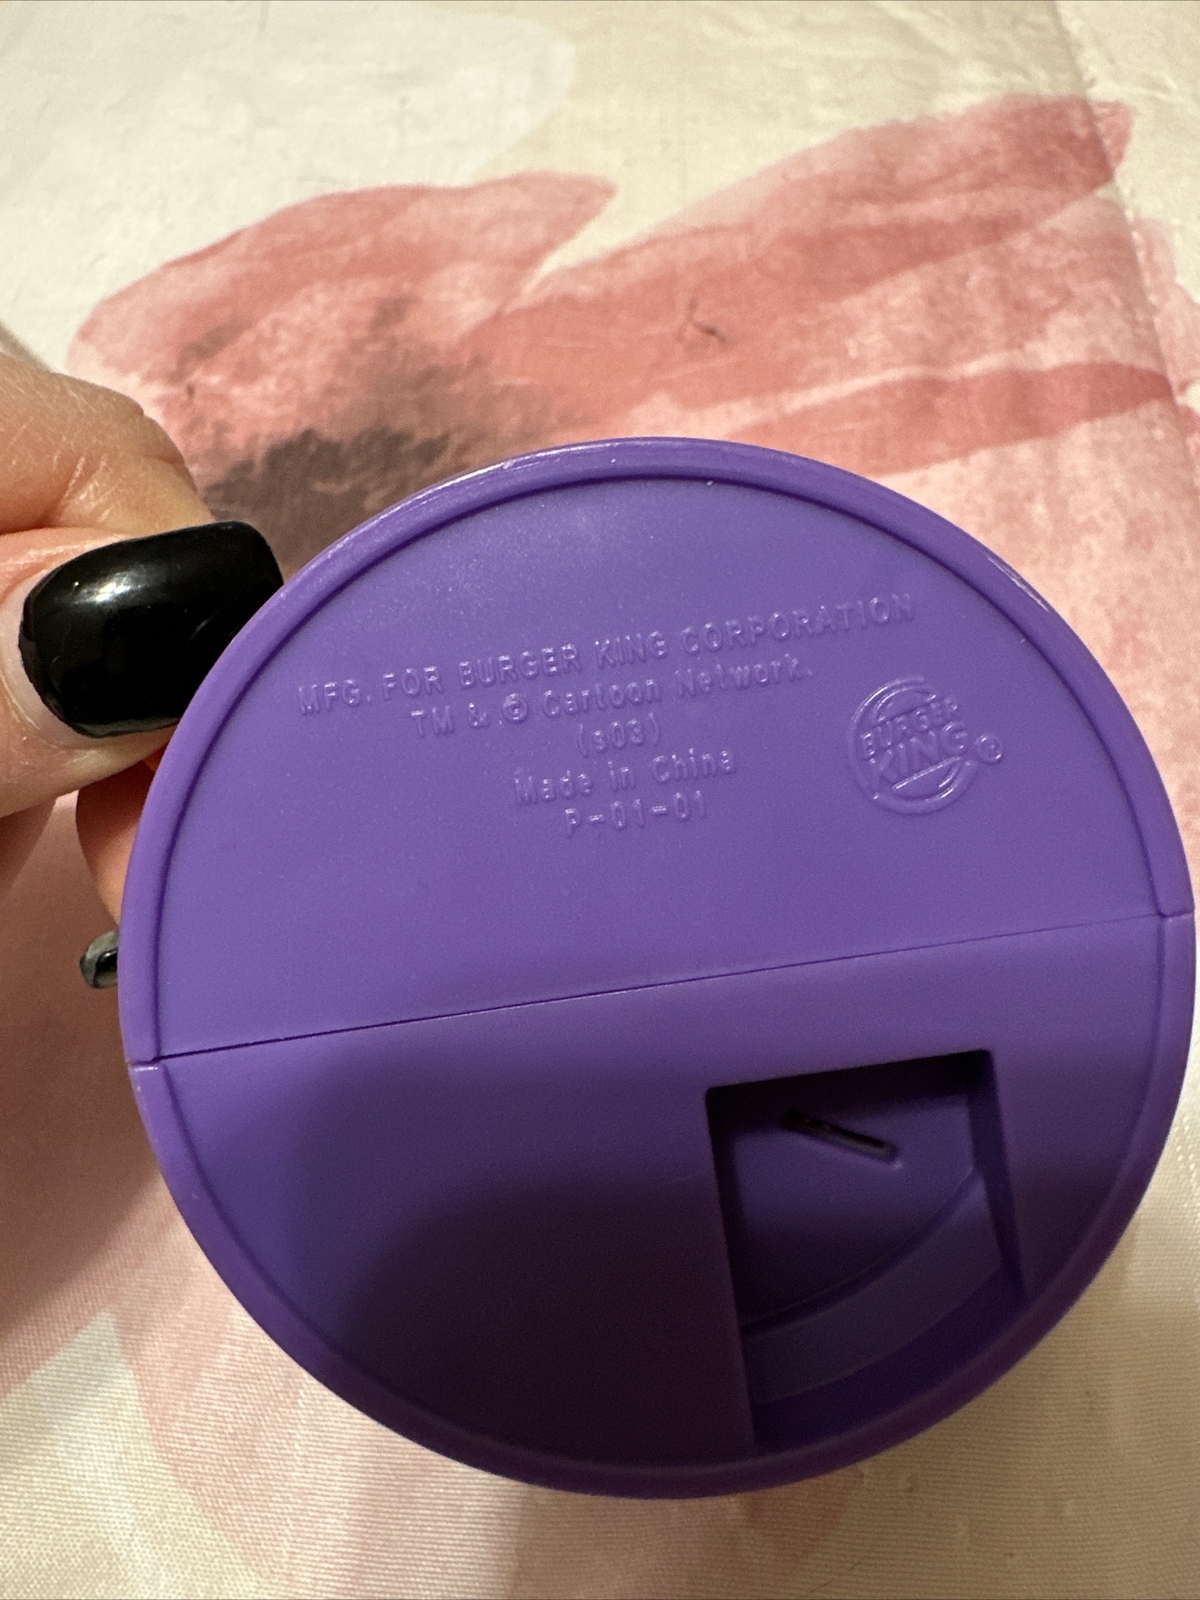 MFG. FOR BURGER KING CORPORATION
TM & © Cartoon Network.
(s03)
Made in China
P-01-01
BURGER
KING ©